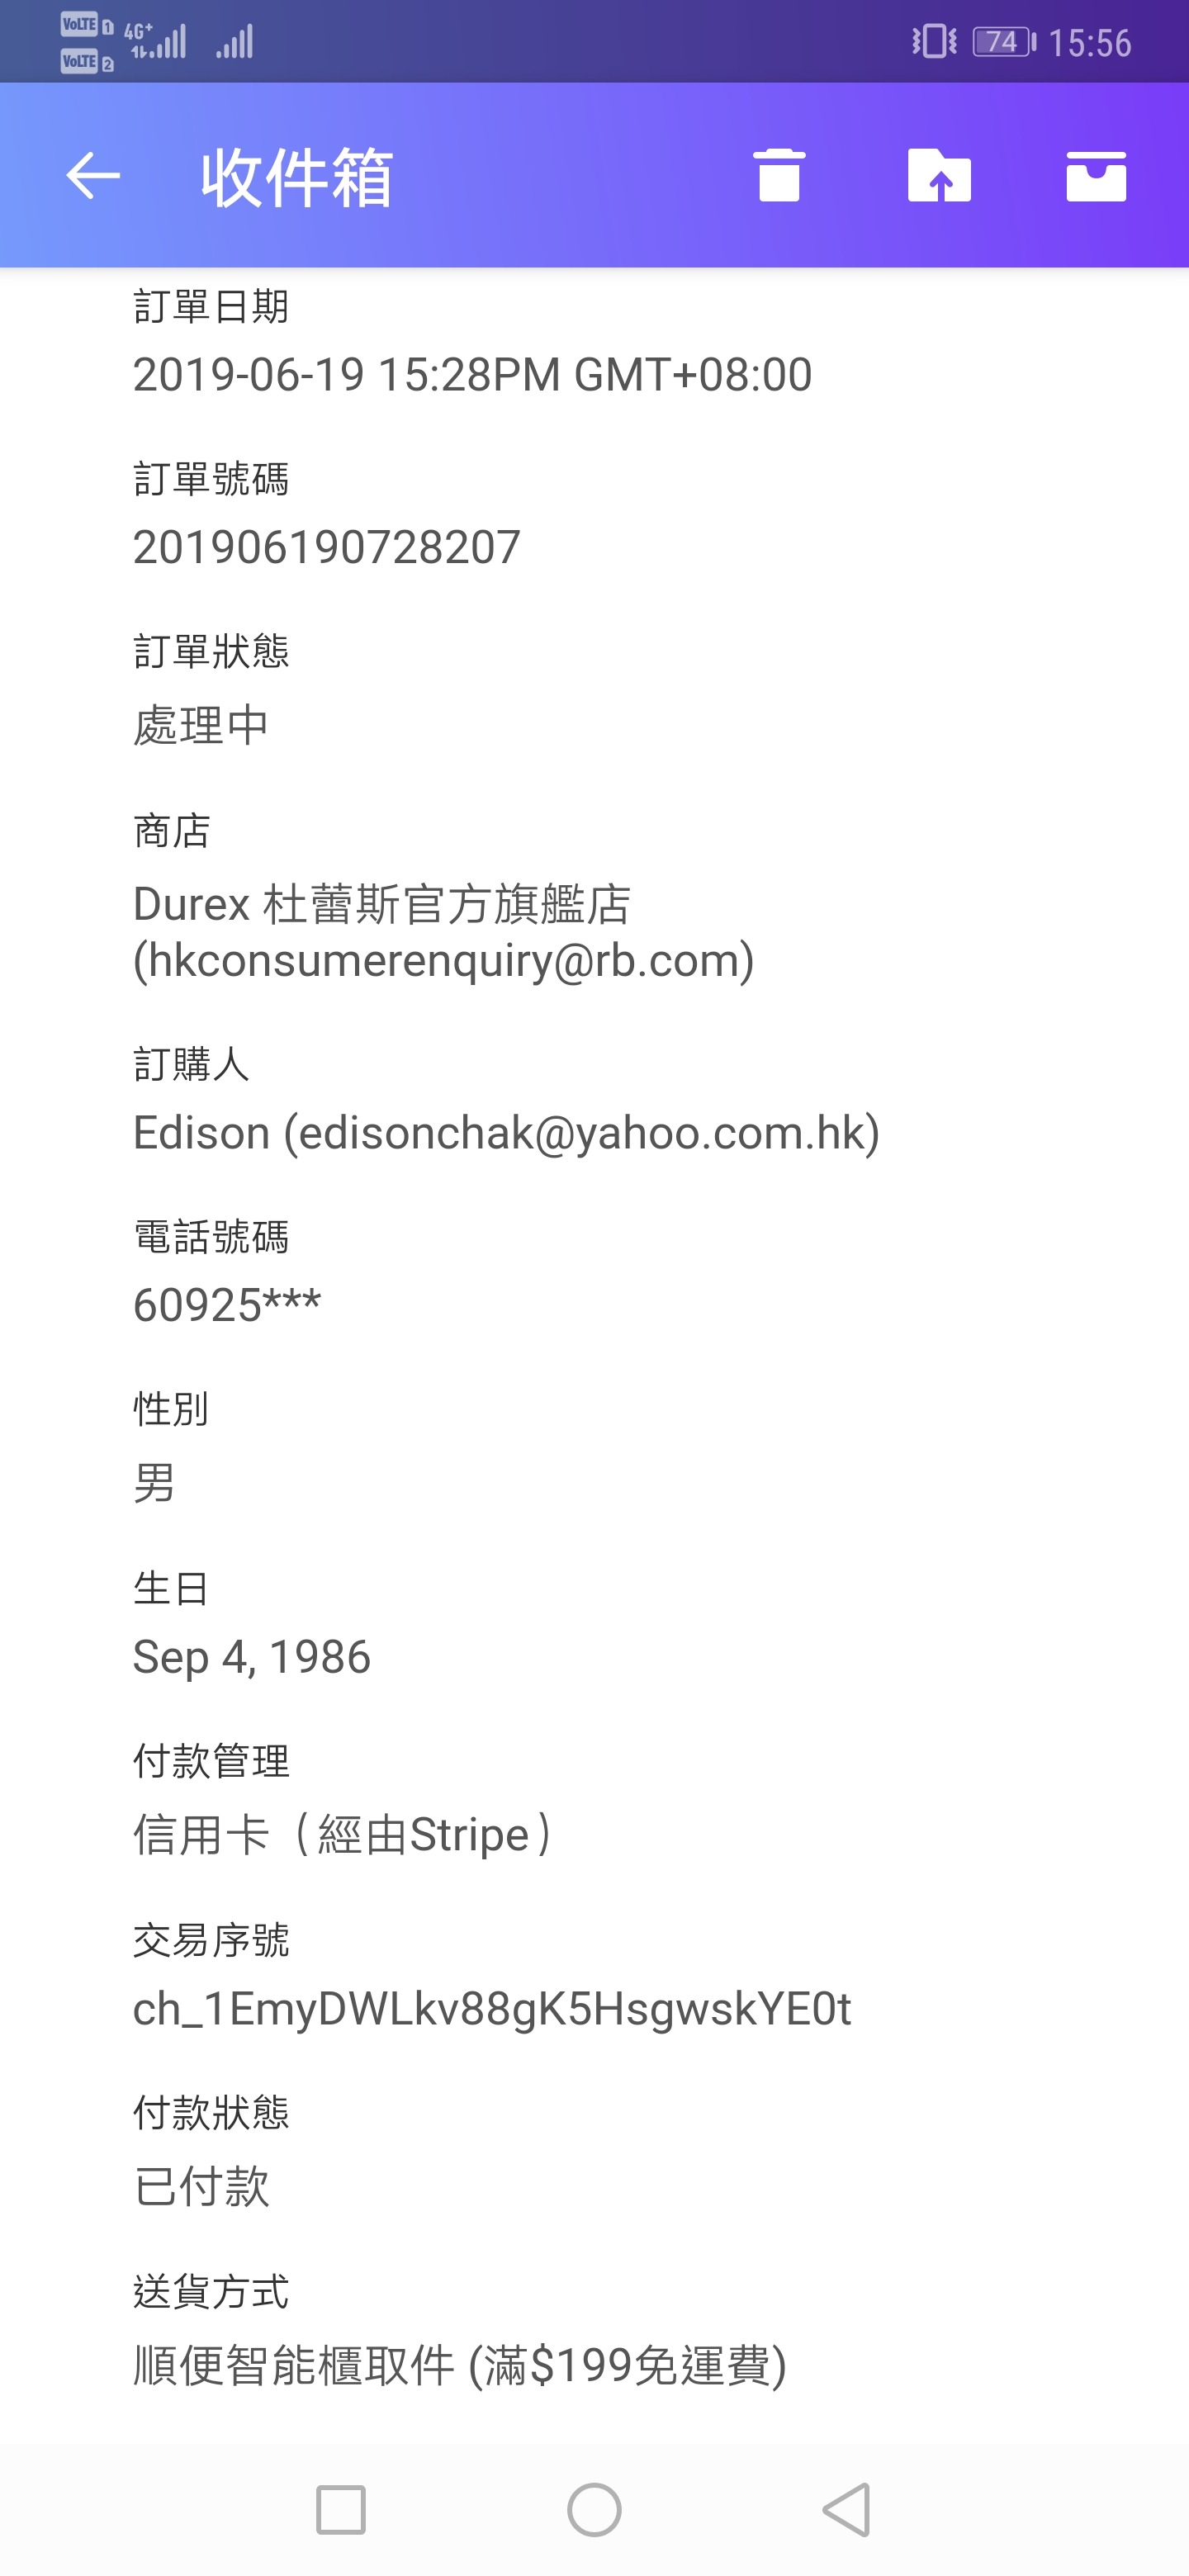 VoLTE 1
VoLTE 2
4G+
74
15:56
收件箱
訂單日期
2019-06-19 15:28PM GMT+08:00
訂單號碼
201906190728207
訂單狀態
處理中
商店
Durex 杜蕾斯官方旗艦店
(hkconsumerenquiry@rb.com)
訂購人
Edison (edisonchak@yahoo.com.hk)
電話號碼
60925***
性別
男
生日
Sep 4, 1986
付款管理
信用卡（經由Stripe）
交易序號
ch_1EmyDWLkv88gK5HsgwskYE0t
付款狀態
已付款
送貨方式
順便智能櫃取件 (滿$199免運費)